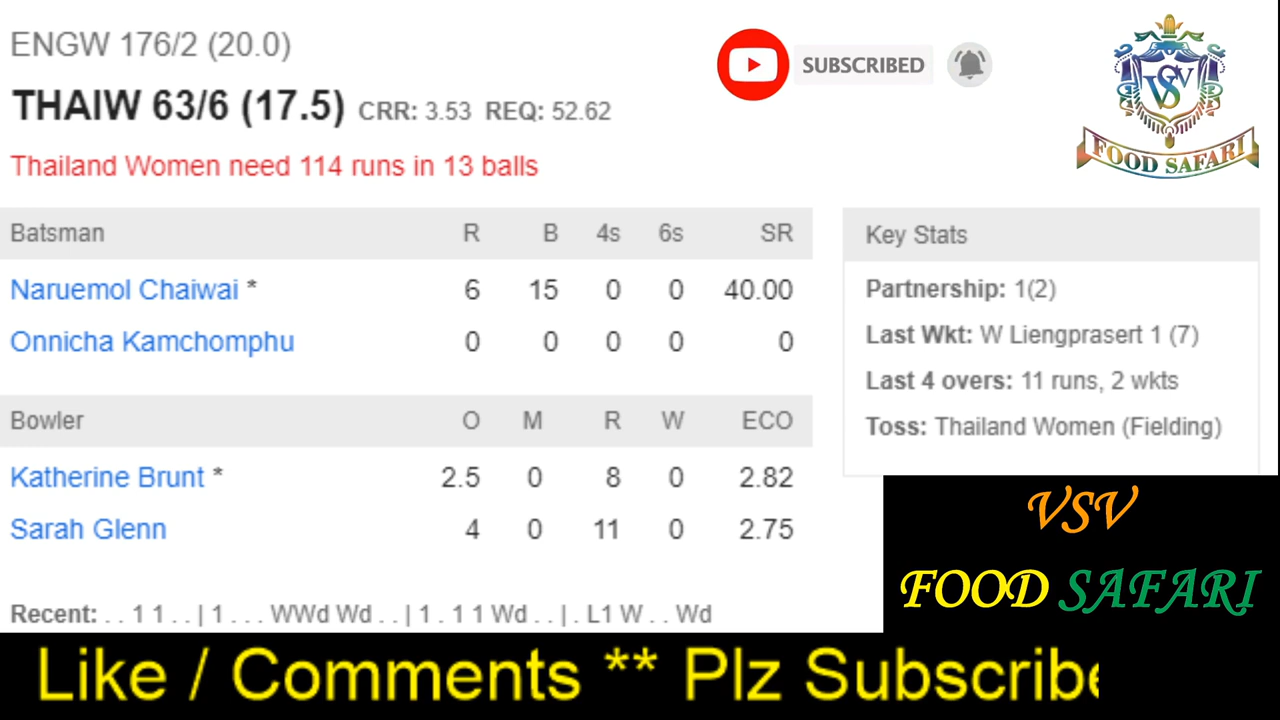 ENGW 176/2 (20.0)
THAIW 63/6 (17.5) CRR: 3.53 REQ: 52.62
Thailand Women need 114 runs in 13 balls
SUBSCRIBED
VSV
FOOD SAFARI
Batsman R B 4s 6s SR
Naruemol Chaiwai * 6 15 0 0 40.00
Onnicha Kamchomphu 0 0 0 0 0
Bowler O M R W ECO
Katherine Brunt * 2.5 0 8 0 2.82
Sarah Glenn 4 0 11 0 2.75
Recent: . . 1 1 . . | 1 . . . WWd Wd . . | 1 . 1 1 Wd . . | . L1 W . . Wd
Key Stats
Partnership: 1(2)
Last Wkt: W Liengprasert 1 (7)
Last 4 overs: 11 runs, 2 wkts
Toss: Thailand Women (Fielding)
VSV
FOOD SAFARI
Like / Comments ** Plz Subscribe